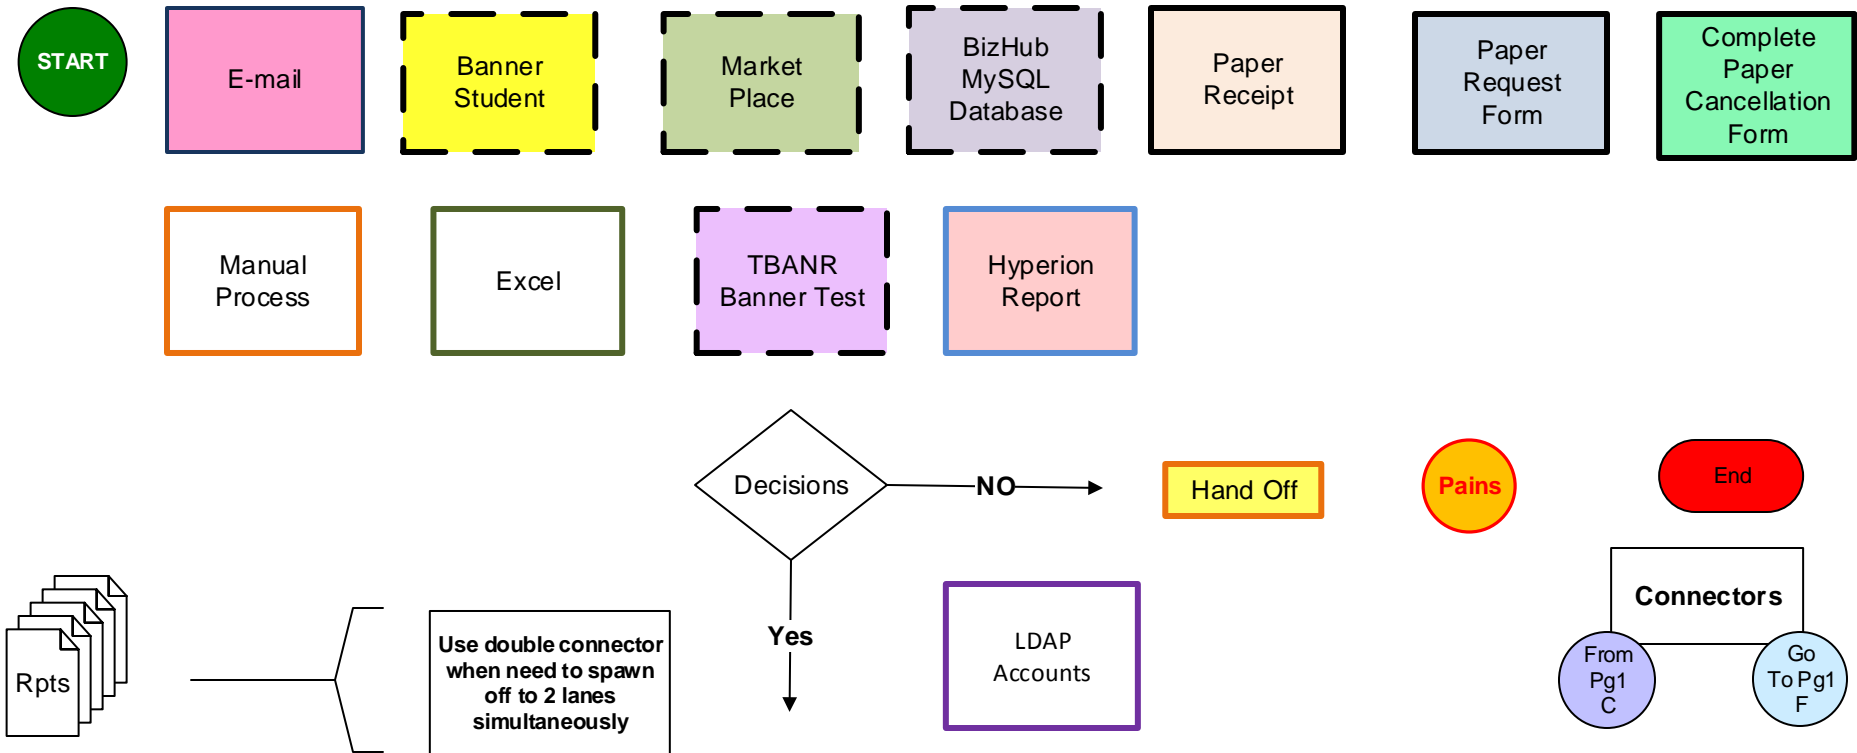 START
E-mail
Banner
Student
Market
Place
BizHub
MySQL
Database
Paper
Receipt
Paper
Request
Form
Complete
Paper
Cancellation
Form
Manual
Process
Excel
TBANR
Banner Test
Hyperion
Report
Decisions
NO
Hand Off
Pains
End
Rpts
Use double connector
when need to spawn
off to 2 lanes
simultaneously
Yes
LDAP
Accounts
Connectors
From
Pg1
C
Go
To Pg1
F